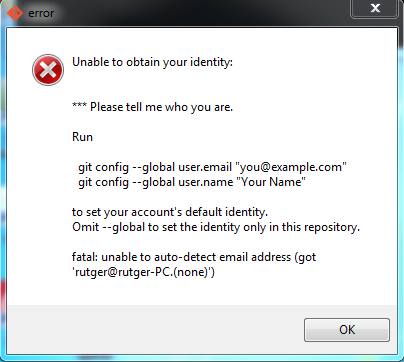 error
Unable to obtain your identity:
*** Please tell me who you are.
Run
git config --global user.email "you@example.com"
git config --global user.name "Your Name"
to set your account's default identity.
Omit --global to set the identity only in this repository.
fatal: unable to auto-detect email address (got
'rutger@rutger-PC.(none)')
OK